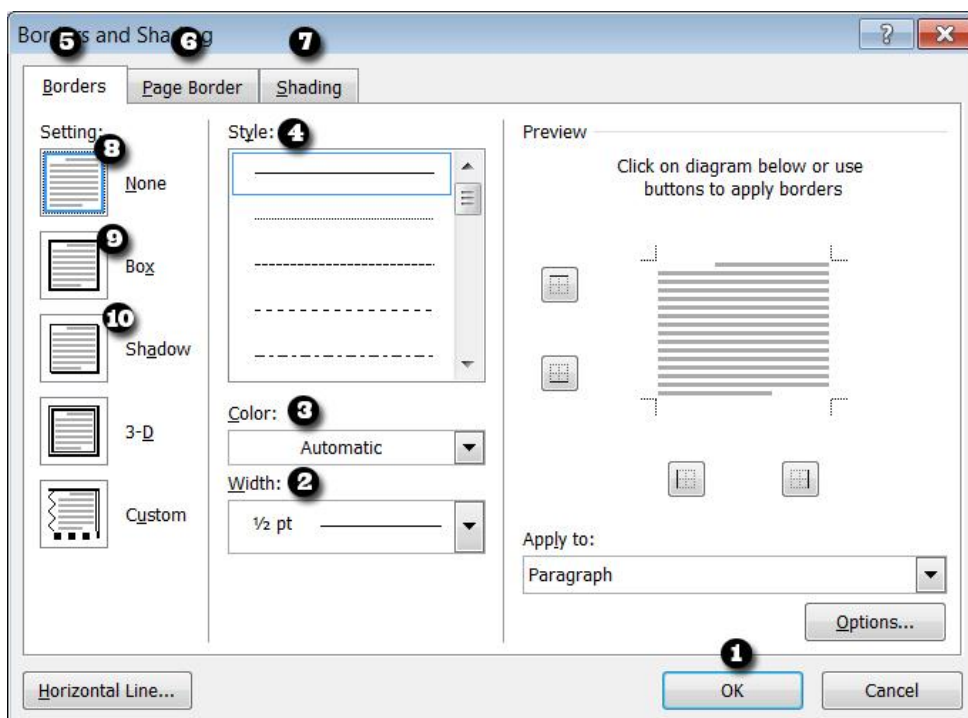 Borders and Shading
5
6
7
Borders
Page Border
Shading
Setting:
8
None
9
Box
10
Shadow
3-D
Custom
Style:
4
Color:
3
Automatic
Width:
2
½ pt
Preview
Click on diagram below or use
buttons to apply borders
Apply to:
Paragraph
Options...
Horizontal Line...
1
OK
Cancel